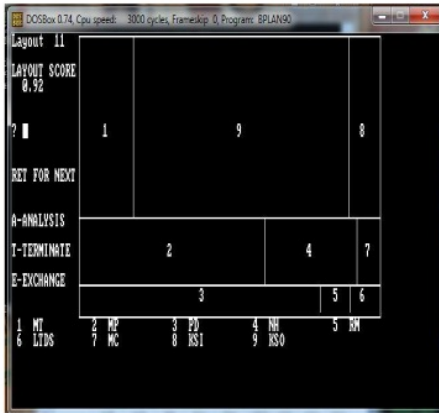 DOSBox 0.74, Cpu speed: 3000 cycles, Frameskip 0, Program: BPLAN90
Layout 11
LAYOUT SCORE
0.92
? 
1 9 8
RET FOR NEXT
A-ANALYSIS
T-TERMINATE
2 4 7
E-EXCHANGE
3 5 6
1 MT 2 MP 3 PD 4 NH 5 RM
6 LTDS 7 MC 8 KSI 9 KSO